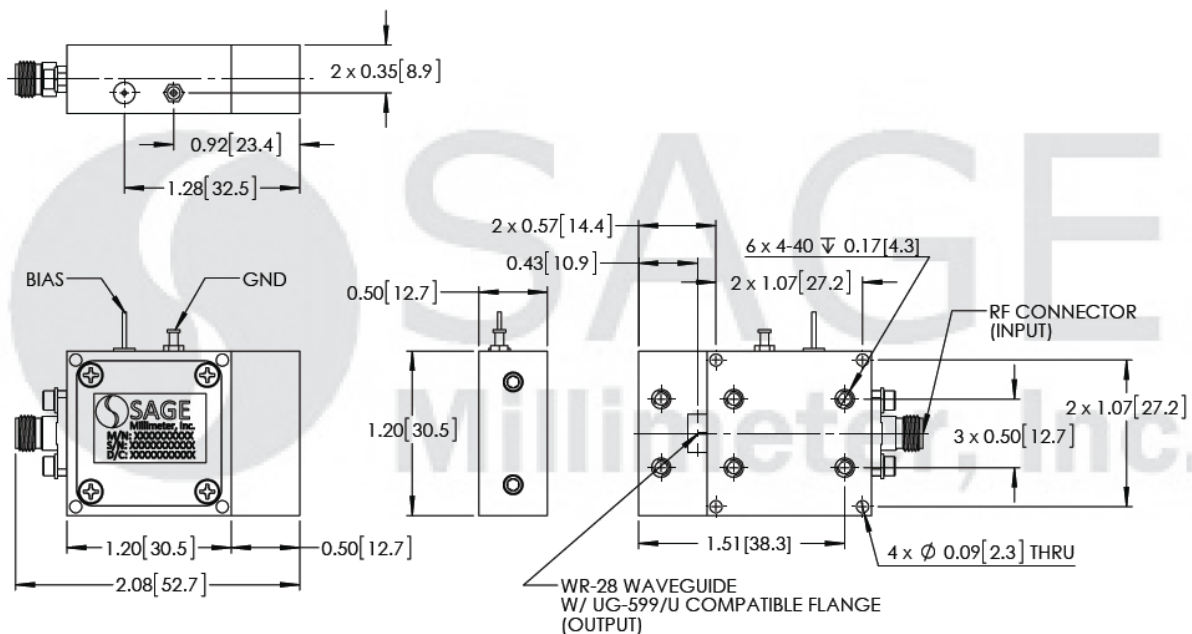 2 x 0.35[8.9]
0.92[23.4]
1.28[32.5]
SAGE
Millimeter, Inc.
BIAS
GND
SAGE
Millimeter, Inc.
M/N: XXXXXXXXXX
S/N: XXXXXXXXXXX
D/C: XXXXXXXXXXX
1.20[30.5]
0.50[12.7]
2.08[52.7]
0.50[12.7]
1.20[30.5]
2 x 0.57[14.4]
0.43[10.9]
6 x 4-40 ↧ 0.17[4.3]
2 x 1.07[27.2]
RF CONNECTOR
(INPUT)
2 x 1.07[27.2]
3 x 0.50[12.7]
1.51[38.3]
4 x Ø 0.09[2.3] THRU
WR-28 WAVEGUIDE
W/ UG-599/U COMPATIBLE FLANGE
(OUTPUT)